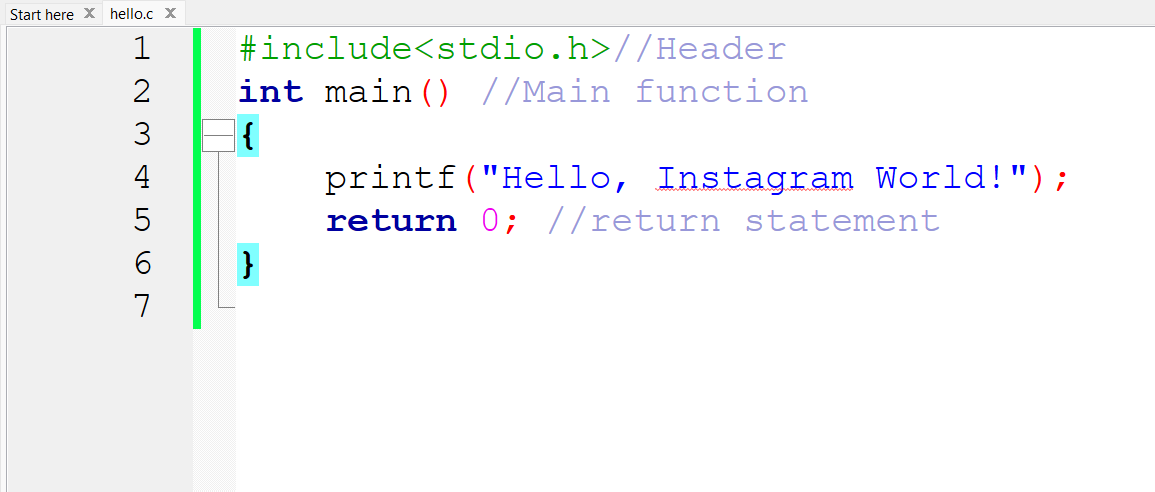 Start here X hello.c X
1 #include<stdio.h>//Header
2 int main() //Main function
3 {
4     printf("Hello, Instagram World!");
5     return 0; //return statement
6 }
7